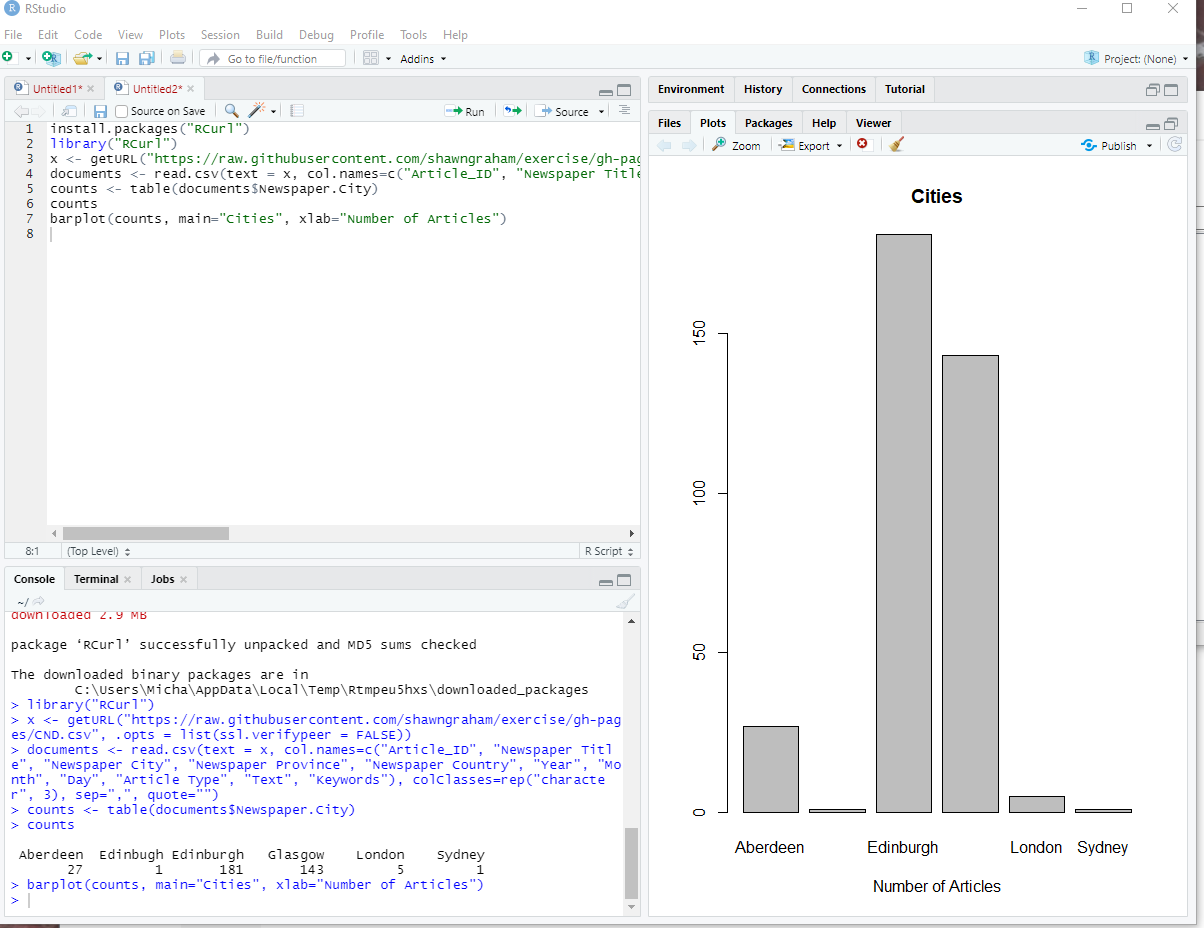 RStudio
File Edit Code View Plots Session Build Debug Profile Tools Help
Go to file/function Addins Project: (None)
Untitled1* Untitled2*
Source on Save Run Source
1 install.packages("RCurl")
2 library("RCurl")
3 x <- getURL("https://raw.githubusercontent.com/shawngraham/exercise/gh-pag
4 documents <- read.csv(text = x, col.names=c("Article_ID", "Newspaper Title
5 counts <- table(documents$Newspaper.City)
6 counts
7 barplot(counts, main="Cities", xlab="Number of Articles")
8
8:1 (Top Level) R Script
Console Terminal Jobs
~/
downloaded 2.9 MB
package ‘RCurl’ successfully unpacked and MD5 sums checked
The downloaded binary packages are in
C:\Users\Micha\AppData\Local\Temp\Rtmpeu5hxs\downloaded_packages
> library("RCurl")
> x <- getURL("https://raw.githubusercontent.com/shawngraham/exercise/gh-pag
es/CND.csv", .opts = list(ssl.verifypeer = FALSE))
> documents <- read.csv(text = x, col.names=c("Article_ID", "Newspaper Titl
e", "Newspaper City", "Newspaper Province", "Newspaper Country", "Year", "Mo
nth", "Day", "Article Type", "Text", "Keywords"), colClasses=rep("characte
r", 3), sep=",", quote="")
> counts <- table(documents$Newspaper.City)
> counts
Aberdeen Edinbugh Edinburgh Glasgow London Sydney
27 1 181 143 5 1
> barplot(counts, main="Cities", xlab="Number of Articles")
>
Environment History Connections Tutorial
Files Plots Packages Help Viewer
Zoom Export Publish
Cities
150
100
50
0
Aberdeen Edinburgh London Sydney
Number of Articles